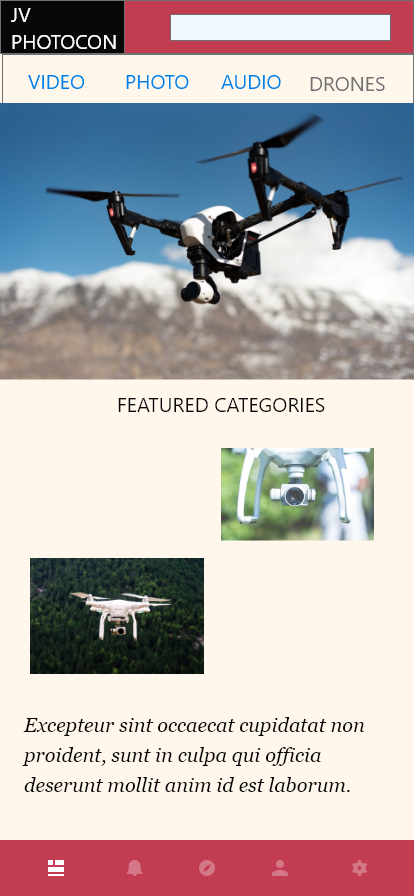 JV
PHOTOCON
VIDEO PHOTO AUDIO DRONES
FEATURED CATEGORIES
Excepteur sint occaecat cupidatat non
proident, sunt in culpa qui officia
deserunt mollit anim id est laborum.